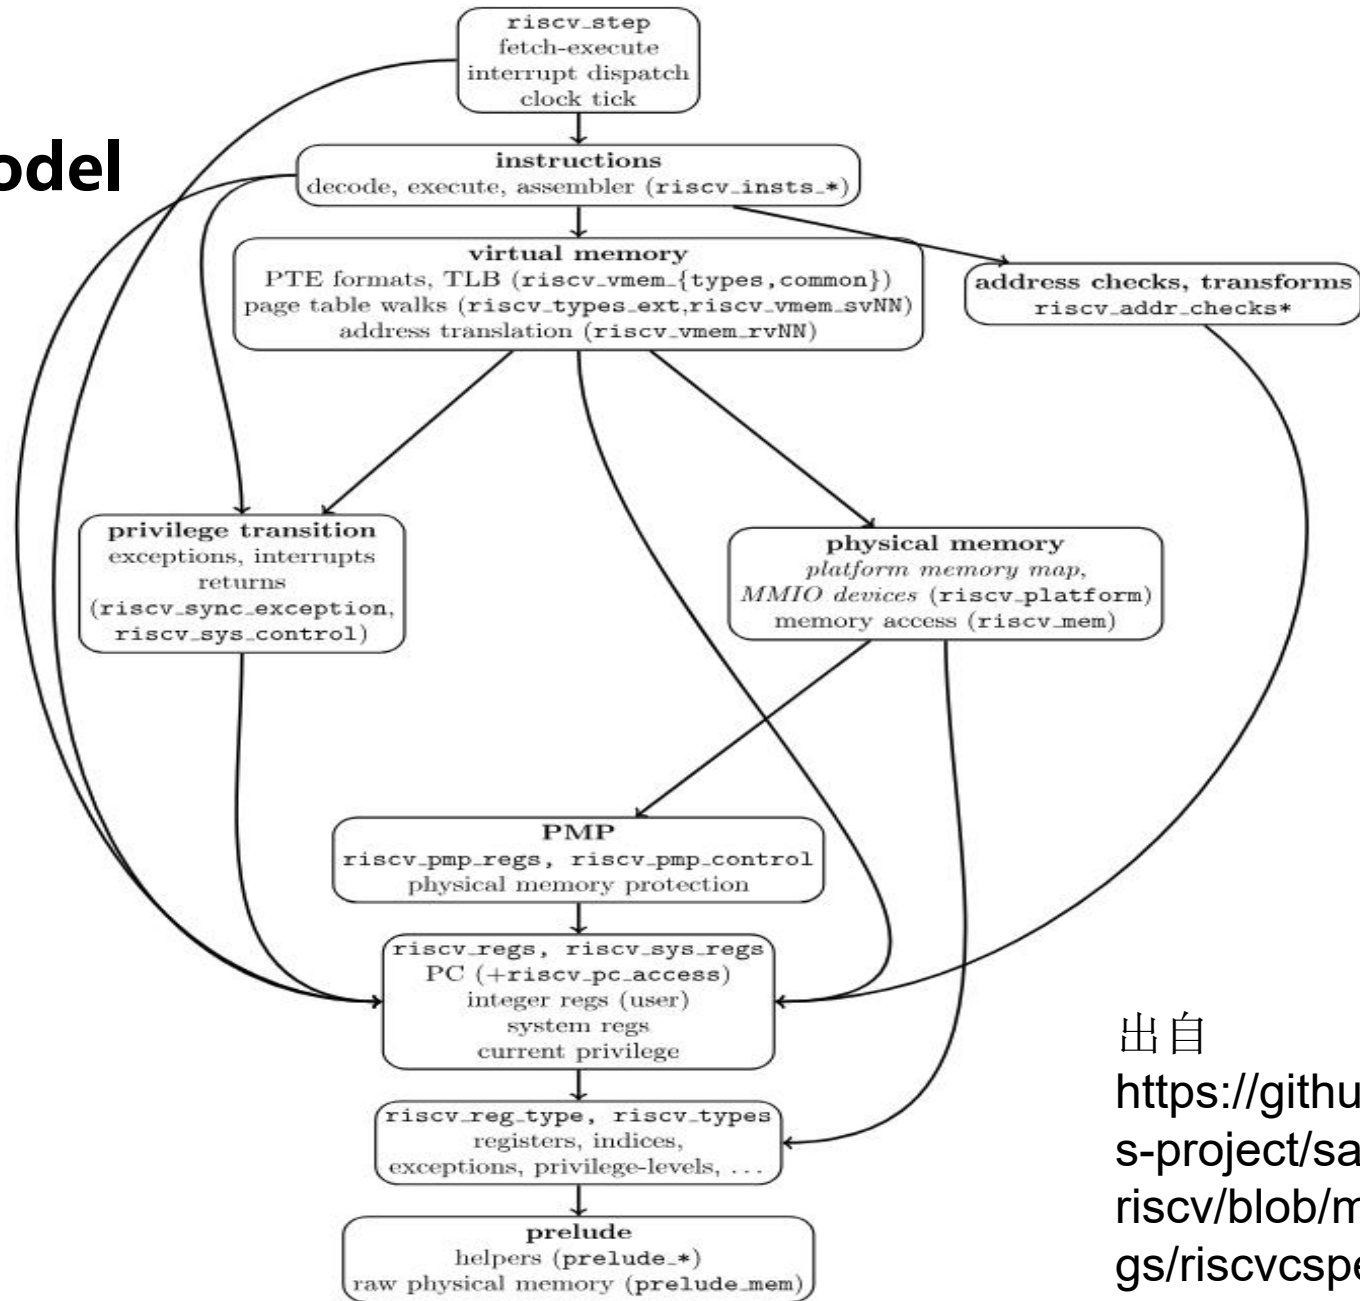 riscv_step
fetch-execute
interrupt dispatch
clock tick
odel
instructions
decode, execute, assembler (riscv_insts_*)
virtual memory
PTE formats, TLB (riscv_vmem_{types,common})
page table walks (riscv_types_ext,riscv_vmem_svNN)
address translation (riscv_vmem_rvNN)
address checks, transforms
riscv_addr_checks*
privilege transition
exceptions, interrupts
returns
(riscv_sync_exception,
riscv_sys_control)
physical memory
platform memory map,
MMIO devices (riscv_platform)
memory access (riscv_mem)
PMP
riscv_pmp_regs, riscv_pmp_control
physical memory protection
riscv_regs, riscv_sys_regs
PC (+riscv_pc_access)
integer regs (user)
system regs
current privilege
riscv_reg_type, riscv_types
registers, indices,
exceptions, privilege-levels, ...
prelude
helpers (prelude_*)
raw physical memory (prelude_mem)
出自
https://githu
s-project/sa
riscv/blob/m
gs/riscvcspe